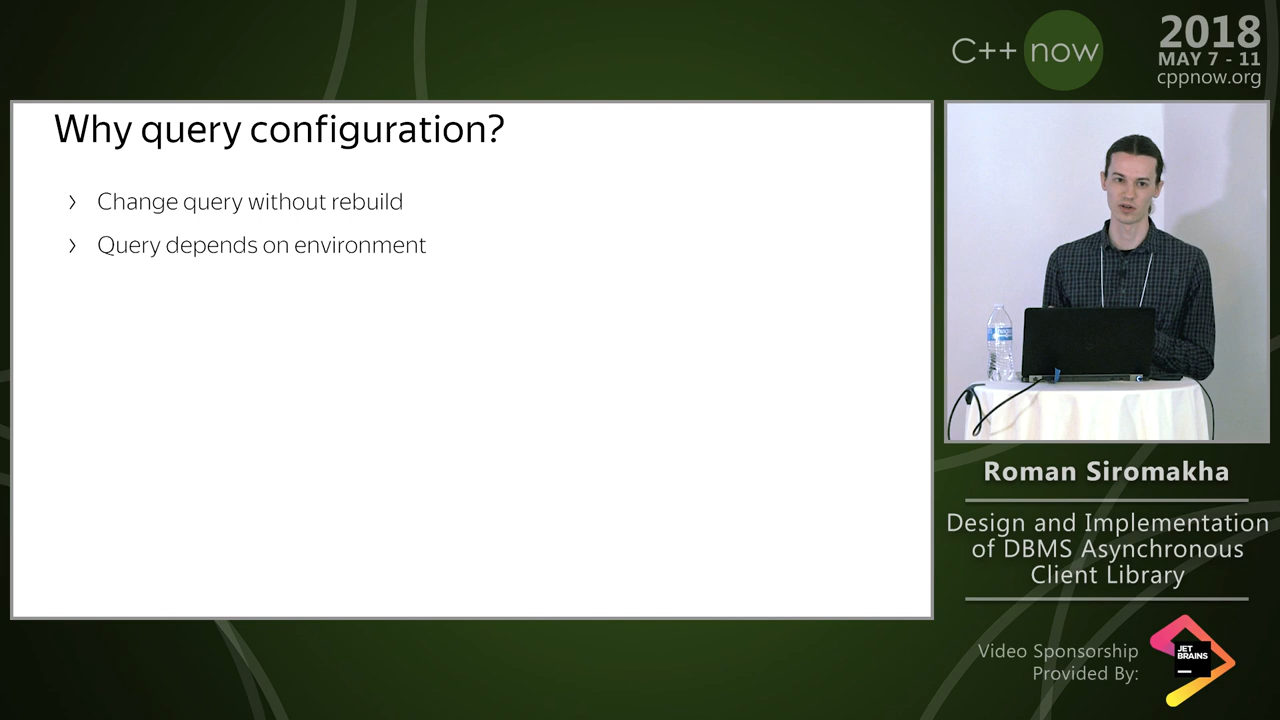 C++ now
2018
MAY 7 - 11
cppnow.org
Why query configuration?
› Change query without rebuild
› Query depends on environment
Roman Siromakha
Design and Implementation
of DBMS Asynchronous
Client Library
Video Sponsorship
Provided By:
JET
BRAINS